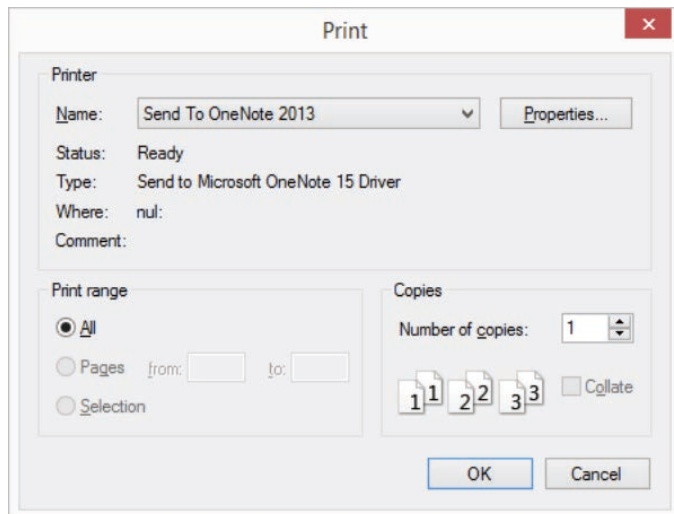 Print
Printer
Name: Send To OneNote 2013 Properties...
Status: Ready
Type: Send to Microsoft OneNote 15 Driver
Where: nul:
Comment:
Print range
All
Pages from: to:
Selection
Copies
Number of copies: 1
1 1 2 2 3 3 Collate
OK Cancel